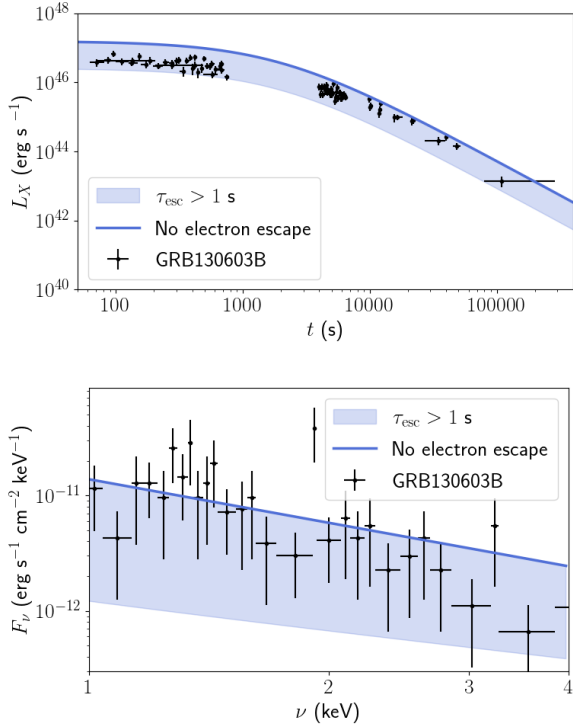 10^48
10^46
10^44
10^42
10^40
L_X (erg s^−1)
τ_esc > 1 s
No electron escape
GRB130603B
100
1000
10000
100000
t (s)
10^−11
10^−12
F_ν (erg s^−1 cm^−2 keV^−1)
τ_esc > 1 s
No electron escape
GRB130603B
1
2
3
4
ν (keV)